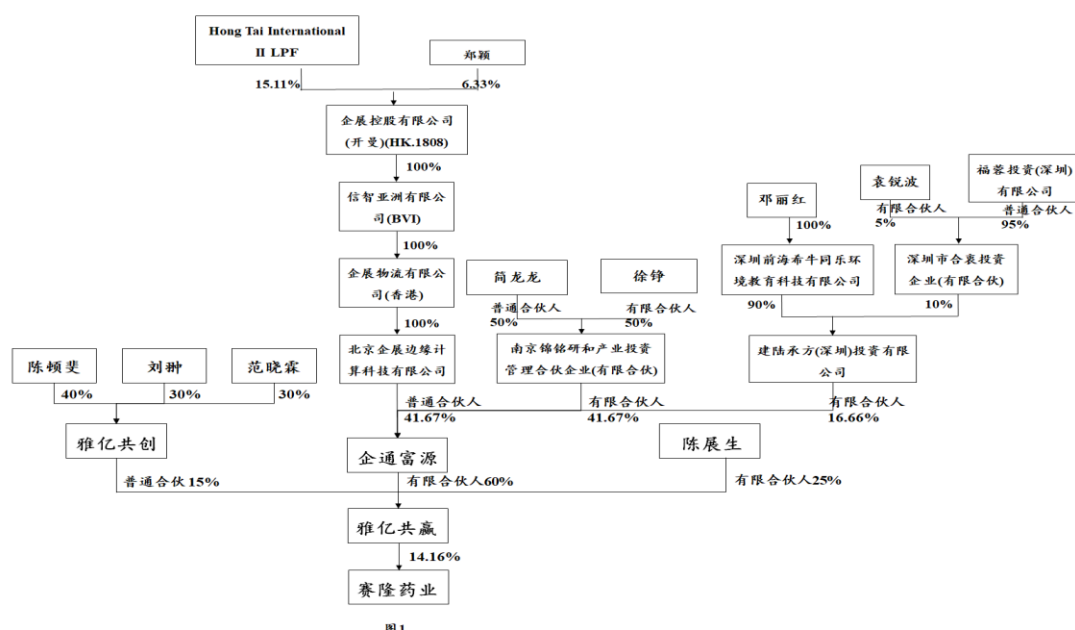 Hong Tai International
II LPF
郑颖
15.11%
6.33%
企展控股有限公司
(开曼)(HK.1808)
100%
信智亚洲有限公
司(BVI)
100%
企展物流有限公
司(香港)
100%
北京企展边缘计
算科技有限公司
简龙龙
徐铮
普通合伙人
50%
有限合伙人
50%
南京锦铭研和产业投资
管理合伙企业(有限合伙)
邓丽红
100%
深圳前海希牛同乐环
境教育科技有限公司
90%
袁锐波
福蓉投资(深圳)
有限公司
有限合伙人
5%
普通合伙人
95%
深圳市合袁投资
企业(有限合伙)
10%
建陆承方(深圳)投资有限
公司
陈顿斐
刘翀
范晓霖
40%
30%
30%
雅亿共创
普通合伙人
41.67%
有限合伙人
41.67%
有限合伙人
16.66%
企通富源
陈展生
普通合伙15%
有限合伙人60%
有限合伙人25%
雅亿共赢
14.16%
赛隆药业
图1